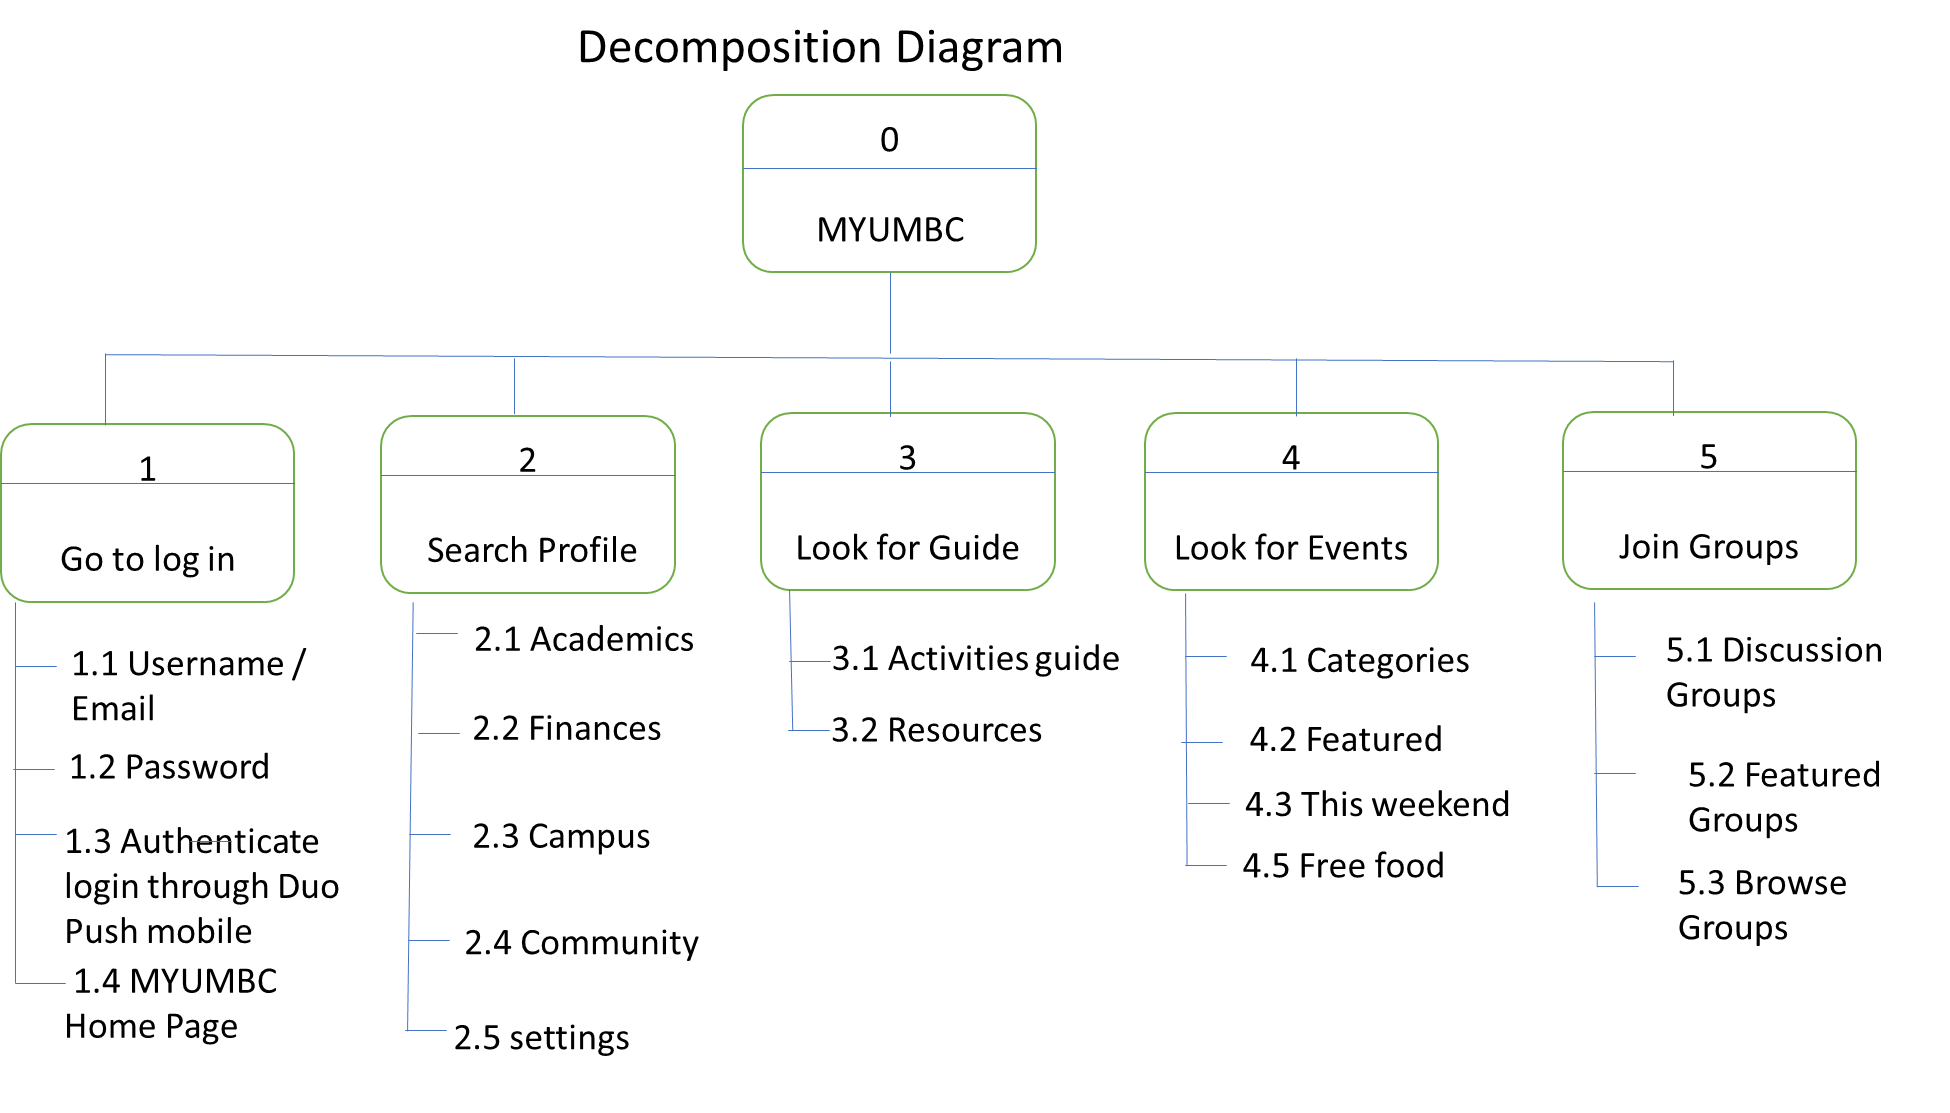 Decomposition Diagram
0
MYUMBC
1
Go to log in
1.1 Username /
Email
1.2 Password
1.3 Authenticate
login through Duo
Push mobile
1.4 MYUMBC
Home Page
2
Search Profile
2.1 Academics
2.2 Finances
2.3 Campus
2.4 Community
2.5 settings
3
Look for Guide
3.1 Activities guide
3.2 Resources
4
Look for Events
4.1 Categories
4.2 Featured
4.3 This weekend
4.5 Free food
5
Join Groups
5.1 Discussion
Groups
5.2 Featured
Groups
5.3 Browse
Groups